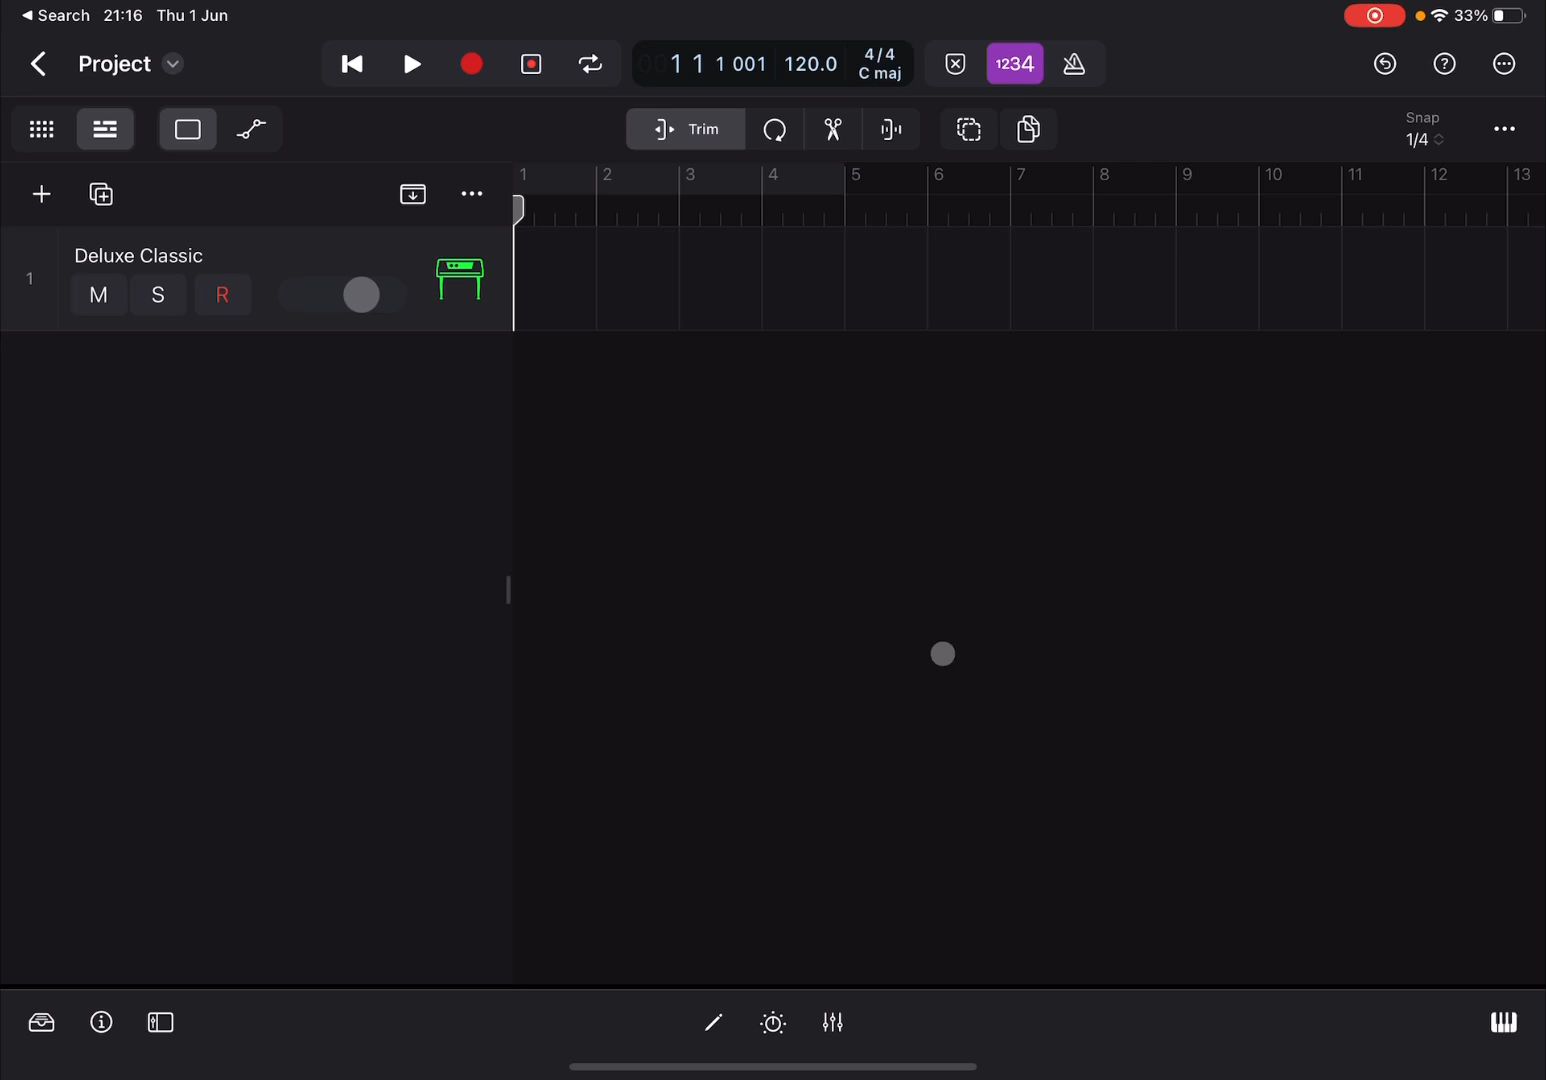 ◀ Search 21:16 Thu 1 Jun 33%
Project
001 1 1 001 120.0 4/4 C maj
1234
Trim
Snap
1/4
1 2 3 4 5 6 7 8 9 10 11 12 13
1 Deluxe Classic
M S R